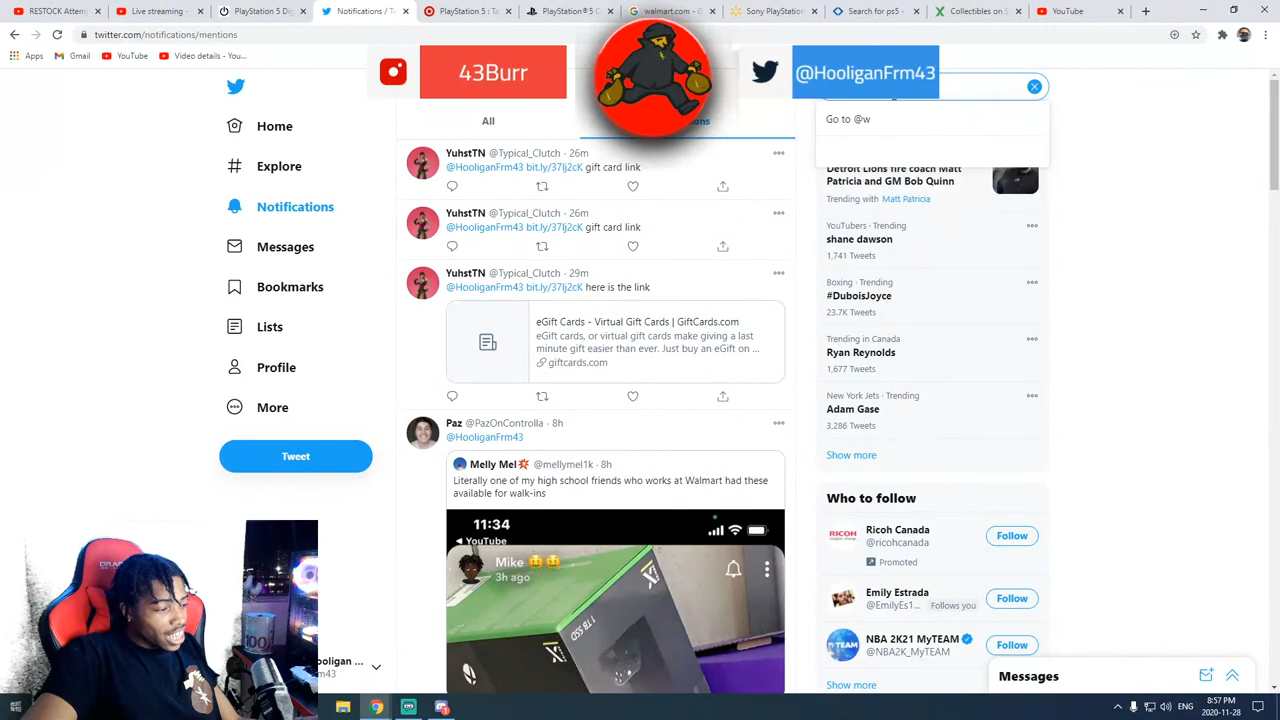 RESTOCK Attemp
Live streaming -
PlayStation 5 Digi
Notifications / T
PlayStation 5 : Ta
PlayStation®5 C
walmart.com - G
Sony PlayStation
Search for ps5 -
Collectibles on S
YouTube
twitter.com/notifications/mentions
Apps
Gmail
YouTube
Video details - You...
43Burr
@HooliganFrm43
Home
Explore
Notifications
Messages
Bookmarks
Lists
Profile
More
Tweet
All
YuhstTN @Typical_Clutch · 26m
@HooliganFrm43 bit.ly/37Ij2cK gift card link
YuhstTN @Typical_Clutch · 26m
@HooliganFrm43 bit.ly/37Ij2cK gift card link
YuhstTN @Typical_Clutch · 29m
@HooliganFrm43 bit.ly/37Ij2cK here is the link
eGift Cards - Virtual Gift Cards | GiftCards.com
eGift cards, or virtual gift cards make giving a last
minute gift easier than ever. Just buy an eGift on ...
giftcards.com
Paz @PazOnControlla · 8h
@HooliganFrm43
Melly Mel @mellymel1k · 8h
Literally one of my high school friends who works at Walmart had these
available for walk-ins
11:34
YouTube
Mike
3h ago
1TB SSD
Go to @w
Detroit Lions fire coach Matt
Patricia and GM Bob Quinn
Trending with Matt Patricia
YouTubers · Trending
shane dawson
1,741 Tweets
Boxing · Trending
#DuboisJoyce
23.7K Tweets
Trending in Canada
Ryan Reynolds
1,677 Tweets
New York Jets · Trending
Adam Gase
3,286 Tweets
Show more
Who to follow
RICOH
Ricoh Canada
@ricohcanada
Follow
Promoted
Emily Estrada
@EmilyEs1... Follows you
Follow
NBA 2K21 MyTEAM
@NBA2K_MyTEAM
Follow
Show more
Messages
ENG
8:57 PM
2020-11-28